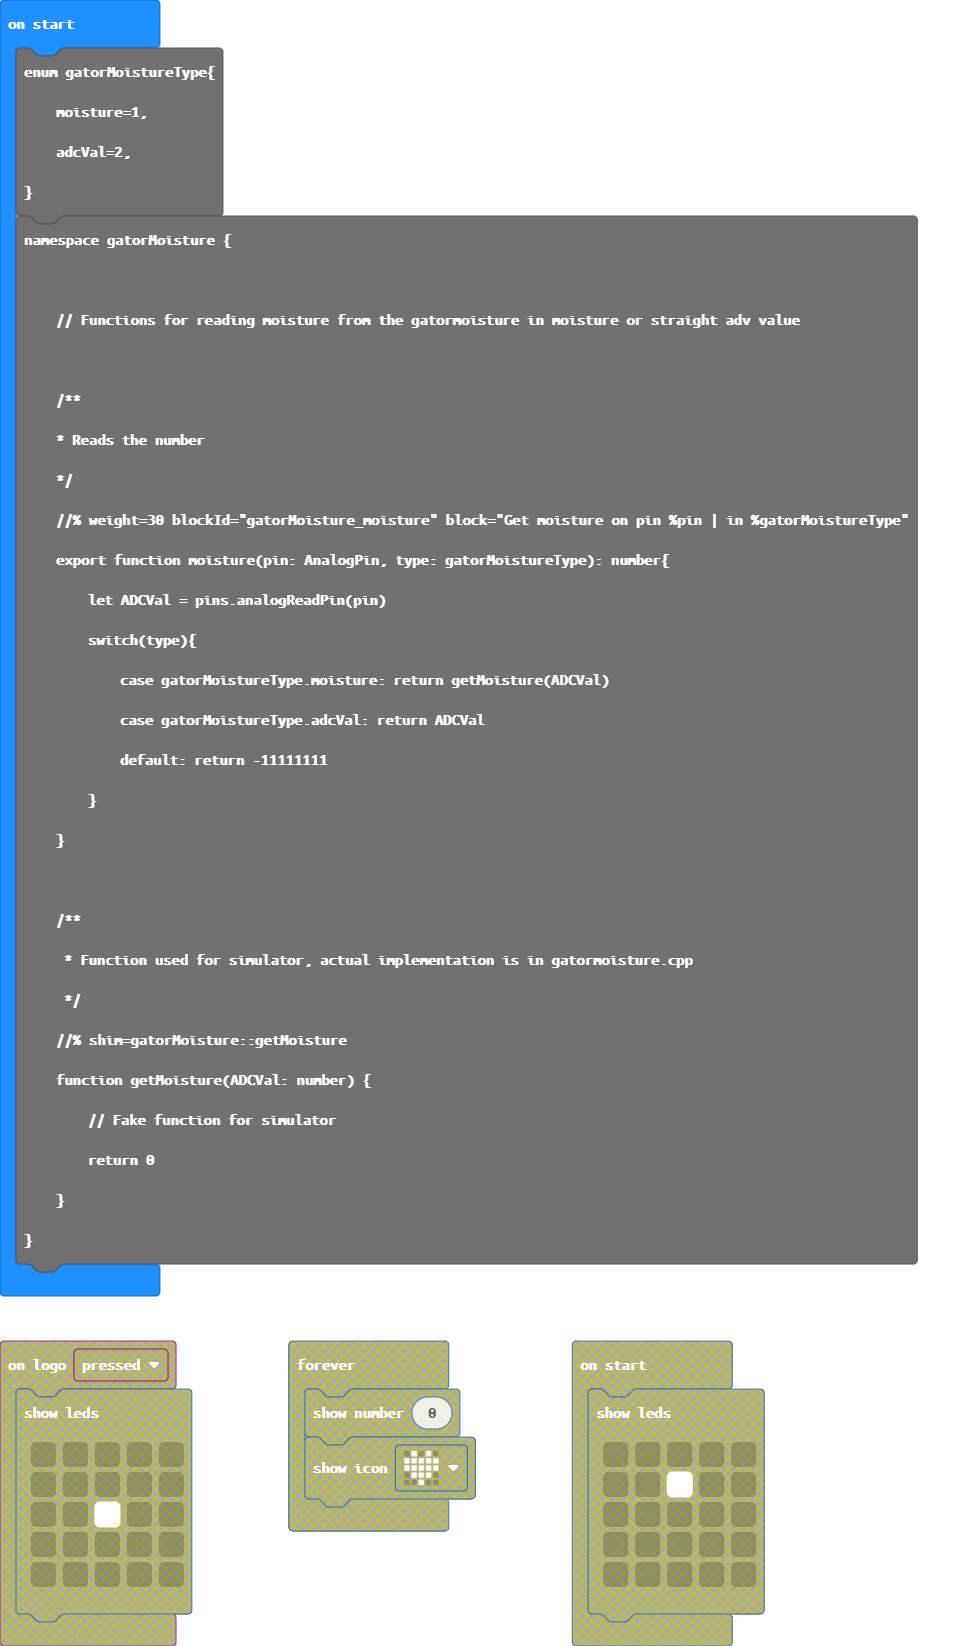 on start
enum gatorMoistureType{
moisture=1,
adcVal=2,
}
namespace gatorMoisture {
// Functions for reading moisture from the gatormoisture in moisture or straight adv value
/**
* Reads the number
*/
//% weight=30 blockId="gatorMoisture_moisture" block="Get moisture on pin %pin | in %gatorMoistureType"
export function moisture(pin: AnalogPin, type: gatorMoistureType): number{
let ADCVal = pins.analogReadPin(pin)
switch(type){
case gatorMoistureType.moisture: return getMoisture(ADCVal)
case gatorMoistureType.adcVal: return ADCVal
default: return -11111111
}
}
/**
* Function used for simulator, actual implementation is in gatormoisture.cpp
*/
//% shim=gatorMoisture::getMoisture
function getMoisture(ADCVal: number) {
// Fake function for simulator
return 0
}
}
on logo pressed
show leds
forever
show number 0
show icon
on start
show leds